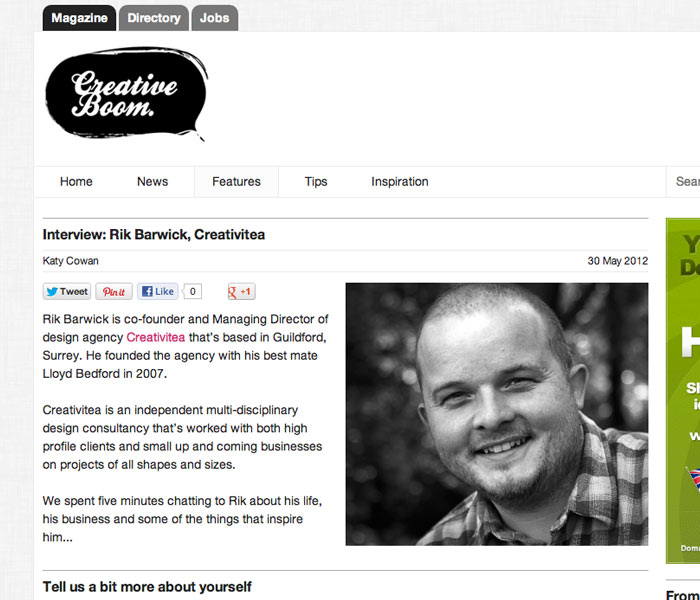 Magazine Directory Jobs
Creative
Boom.
Home News Features Tips Inspiration
Interview: Rik Barwick, Creativitea
Katy Cowan 30 May 2012
Tweet Pin it Like 0 +1
Rik Barwick is co-founder and Managing Director of
design agency Creativitea that's based in Guildford,
Surrey. He founded the agency with his best mate
Lloyd Bedford in 2007.
Creativitea is an independent multi-disciplinary
design consultancy that's worked with both high
profile clients and small up and coming businesses
on projects of all shapes and sizes.
We spent five minutes chatting to Rik about his life,
his business and some of the things that inspire
him...
Tell us a bit more about yourself
From